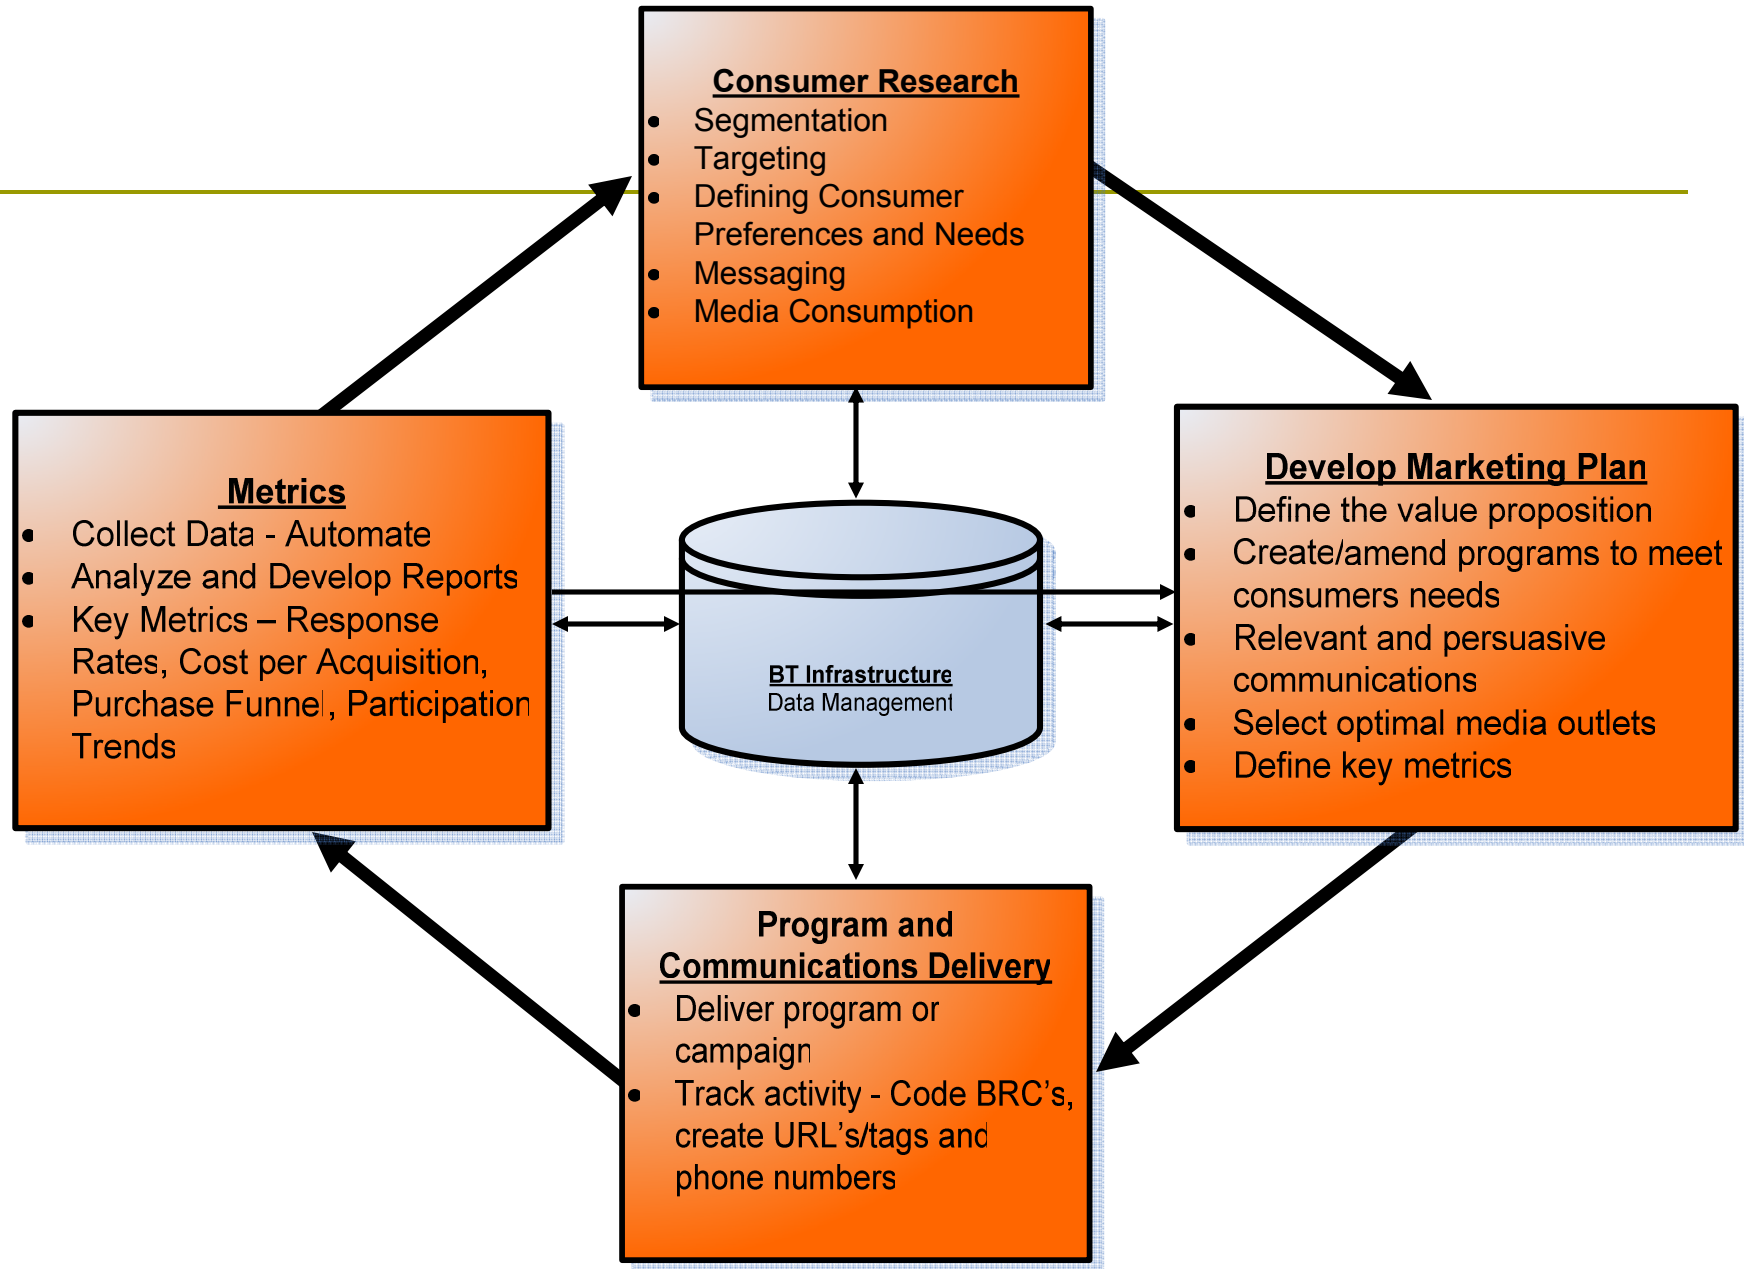 Consumer Research
• Segmentation
• Targeting
• Defining Consumer
Preferences and Needs
• Messaging
• Media Consumption
Metrics
• Collect Data - Automate
• Analyze and Develop Reports
• Key Metrics – Response
Rates, Cost per Acquisition,
Purchase Funnel, Participation
Trends
BT Infrastructure
Data Management
Develop Marketing Plan
• Define the value proposition
• Create/amend programs to meet
consumers needs
• Relevant and persuasive
communications
• Select optimal media outlets
• Define key metrics
Program and
Communications Delivery
• Deliver program or
campaign
• Track activity - Code BRC’s,
create URL’s/tags and
phone numbers